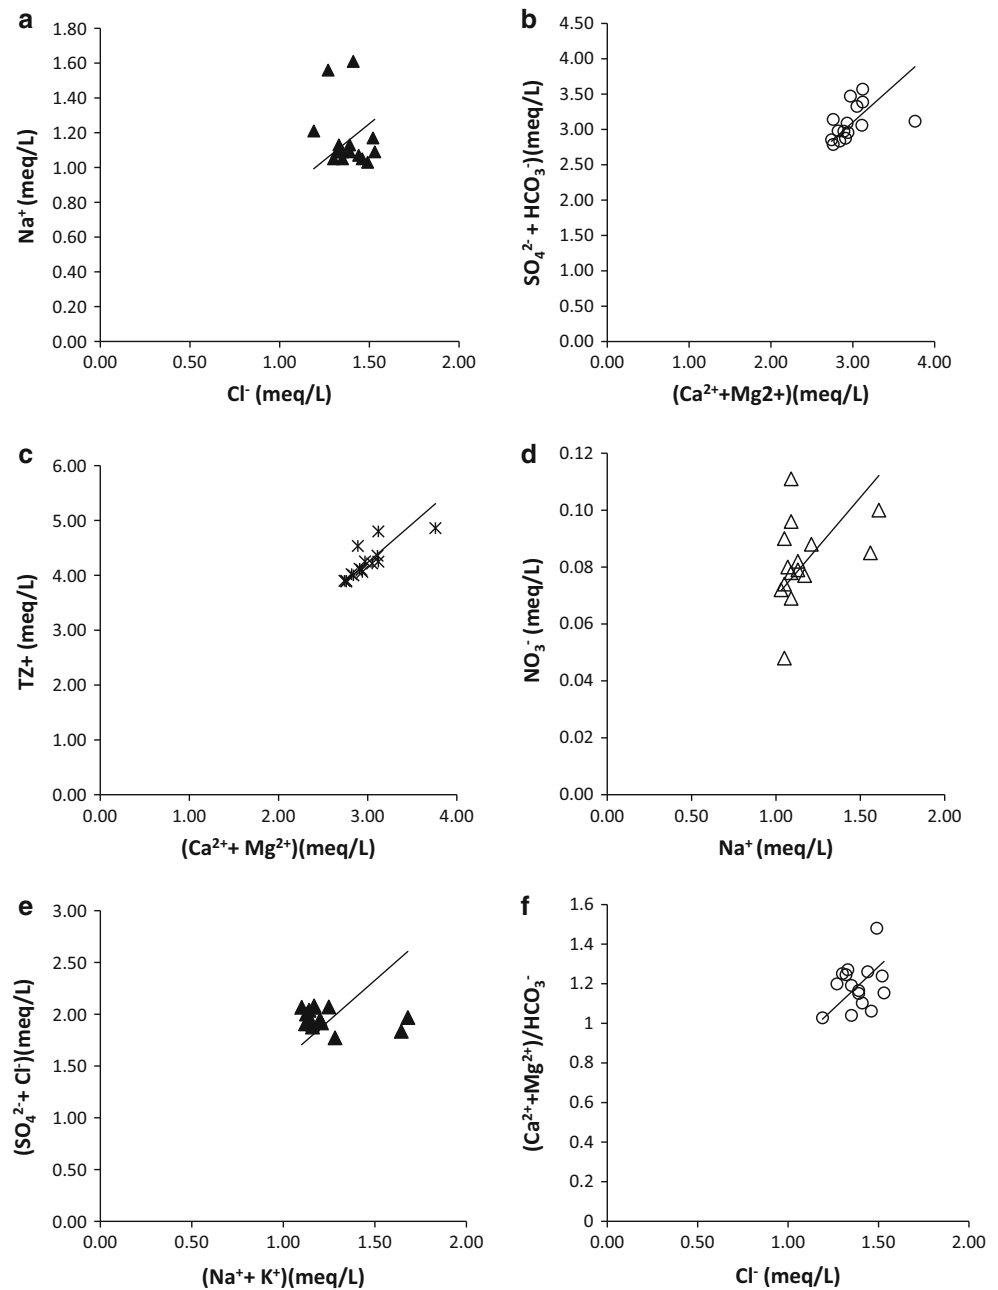 a
1.80
1.60
1.40
1.20
1.00
0.80
0.60
0.40
0.20
0.00
Na⁺ (meq/L)
0.00 0.50 1.00 1.50 2.00
Cl⁻ (meq/L)
b
4.50
4.00
3.50
3.00
2.50
2.00
1.50
1.00
0.50
0.00
SO₄²⁻ + HCO₃⁻)(meq/L)
0.00 1.00 2.00 3.00 4.00
(Ca²⁺+Mg2+)(meq/L)
c
6.00
5.00
4.00
3.00
2.00
1.00
0.00
TZ+ (meq/L)
0.00 1.00 2.00 3.00 4.00
(Ca²⁺+ Mg²⁺)(meq/L)
d
0.12
0.10
0.08
0.06
0.04
0.02
0.00
NO₃⁻ (meq/L)
0.00 0.50 1.00 1.50 2.00
Na⁺ (meq/L)
e
3.00
2.50
2.00
1.50
1.00
0.50
0.00
(SO₄²⁻+ Cl⁻)(meq/L)
0.00 0.50 1.00 1.50 2.00
(Na⁺+ K⁺)(meq/L)
f
1.6
1.4
1.2
1
0.8
0.6
0.4
0.2
0
(Ca²⁺+Mg²⁺)/HCO₃⁻
0.00 0.50 1.00 1.50 2.00
Cl⁻ (meq/L)